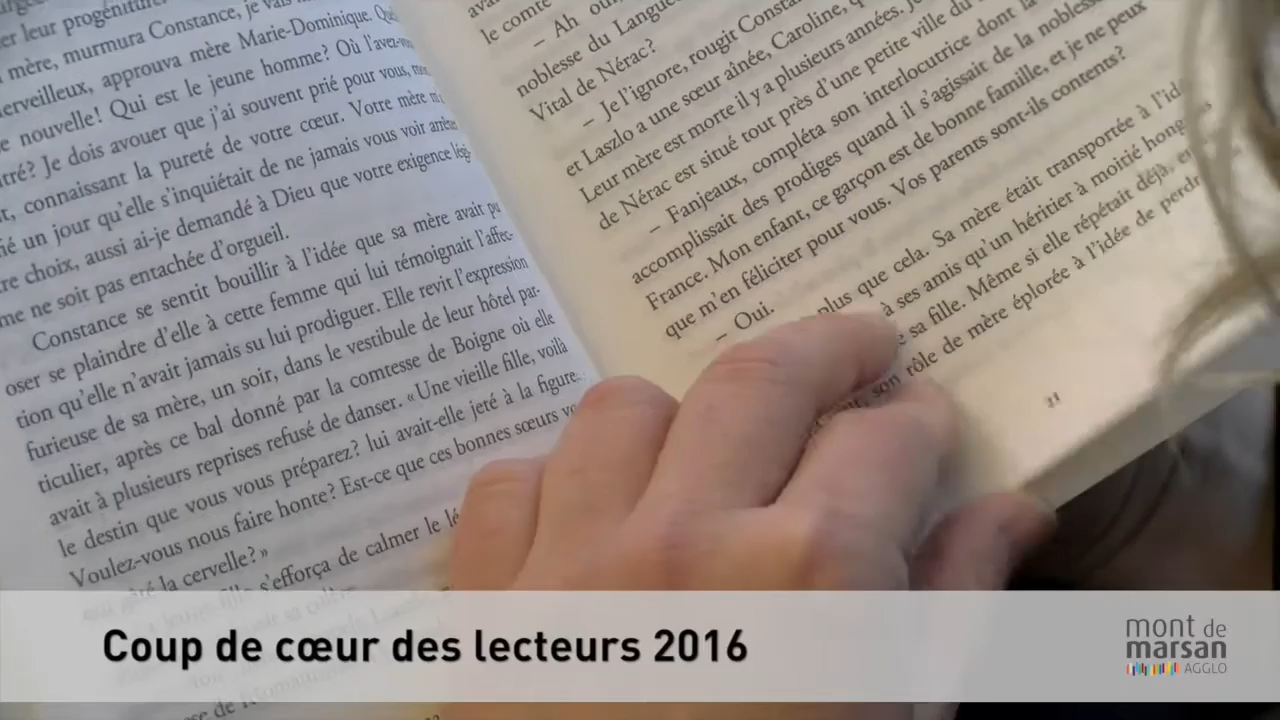 er leur progéniture
mère, murmura Constance, je vais
merveilleux, approuva mère Marie-Dominique.
e nouvelle! Qui est le jeune homme? Où l'avez-vous
tré? Je dois avouer que j'ai souvent prié pour vous,
t, connaissant la pureté de votre cœur. Votre mère
ié un jour qu'elle s'inquiétait de ne jamais vous voir
re choix, aussi ai-je demandé à Dieu que votre exigence
me ne soit pas entachée d'orgueil.
Constance se sentit bouillir à l'idée que sa mère avait pu
oser se plaindre d'elle à cette femme qui lui témoignait l'affec-
tion qu'elle n'avait jamais su lui prodiguer. Elle revit l'expression
furieuse de sa mère, un soir, dans le vestibule de leur hôtel par-
ticulier, après ce bal donné par la comtesse de Boigne où elle
avait à plusieurs reprises refusé de danser. «Une vieille fille, voilà
le destin que vous vous préparez? lui avait-elle jeté à la figure.
Voulez-vous nous faire honte? Est-ce que ces bonnes sœurs
la cervelle?»
s'efforça de calmer le
le comte
– Ah oui
noblesse du
Vital de Nérac?
– Je l'ignore, rougit
et Laszlo a une sœur aînée, Caroline,
Leur mère est morte il y a plusieurs années.
de Nérac est situé tout près d'une petite ville du
– Fanjeaux, compléta son interlocutrice dont la
accomplissait des prodiges quand il s'agissait de la noblesse
France. Mon enfant, ce garçon est de bonne famille, et je ne peux
que m'en féliciter pour vous. Vos parents sont-ils contents?
– Oui.
plus que cela. Sa mère était transportée à
à ses amis qu'un héritier à moitié
sa fille. Même si elle répétait déjà,
son rôle de mère éplorée à l'idée de
21
Coup de cœur des lecteurs 2016
mont de
marsan
AGGLO